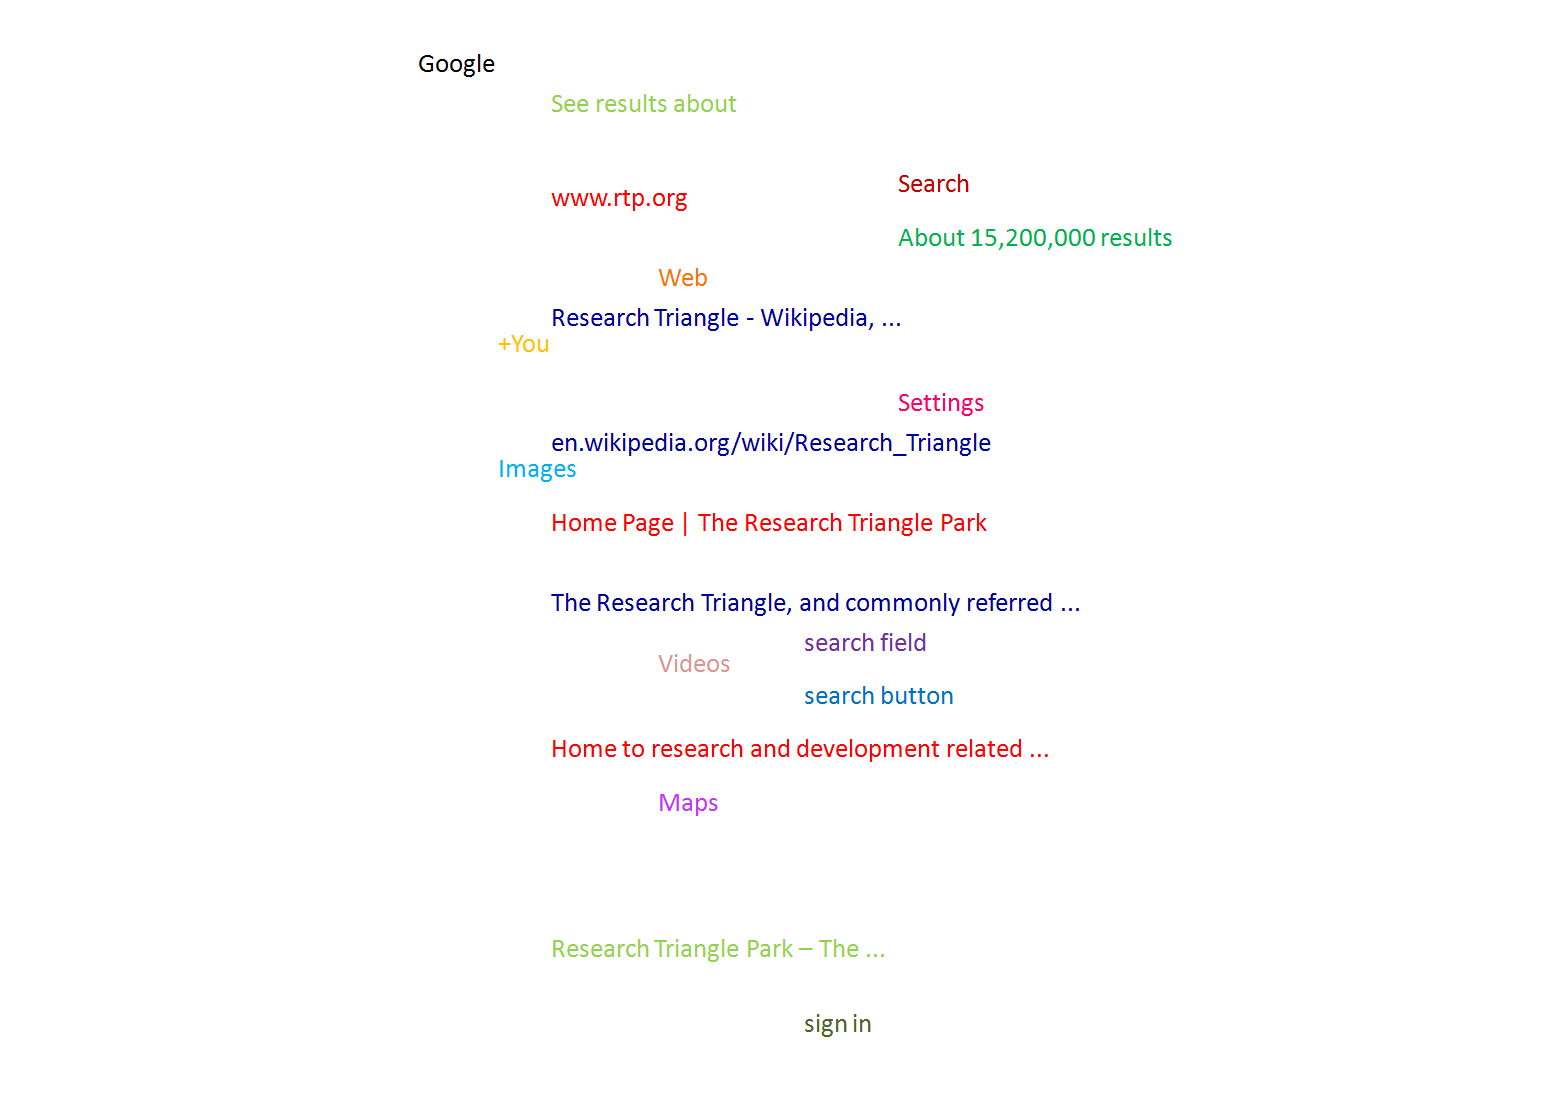 Google
See results about
Search
www.rtp.org
About 15,200,000 results
Web
Research Triangle - Wikipedia, ...
+You
Settings
en.wikipedia.org/wiki/Research_Triangle
Images
Home Page | The Research Triangle Park
The Research Triangle, and commonly referred ...
search field
Videos
search button
Home to research and development related ...
Maps
Research Triangle Park – The ...
sign in